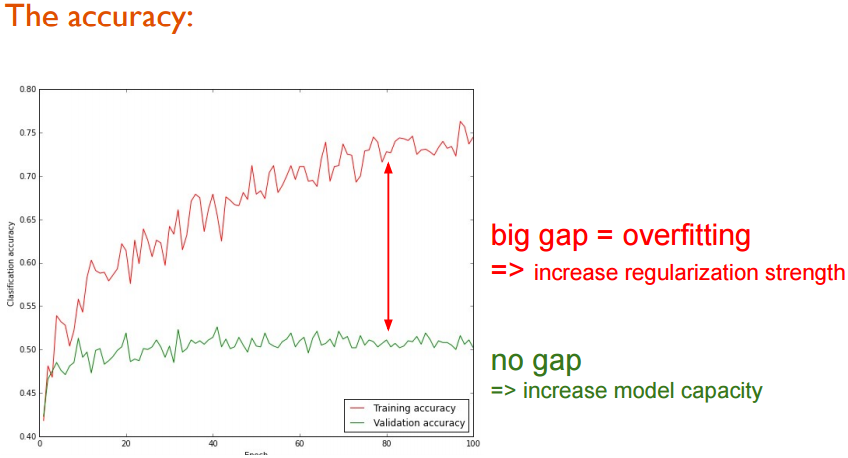 The accuracy:
0.80
0.75
0.70
0.65
0.60
0.55
0.50
0.45
0.40
Clasification accuracy
0
20
40
60
80
100
Epoch
Training accuracy
Validation accuracy
big gap = overfitting
=> increase regularization strength
no gap
=> increase model capacity